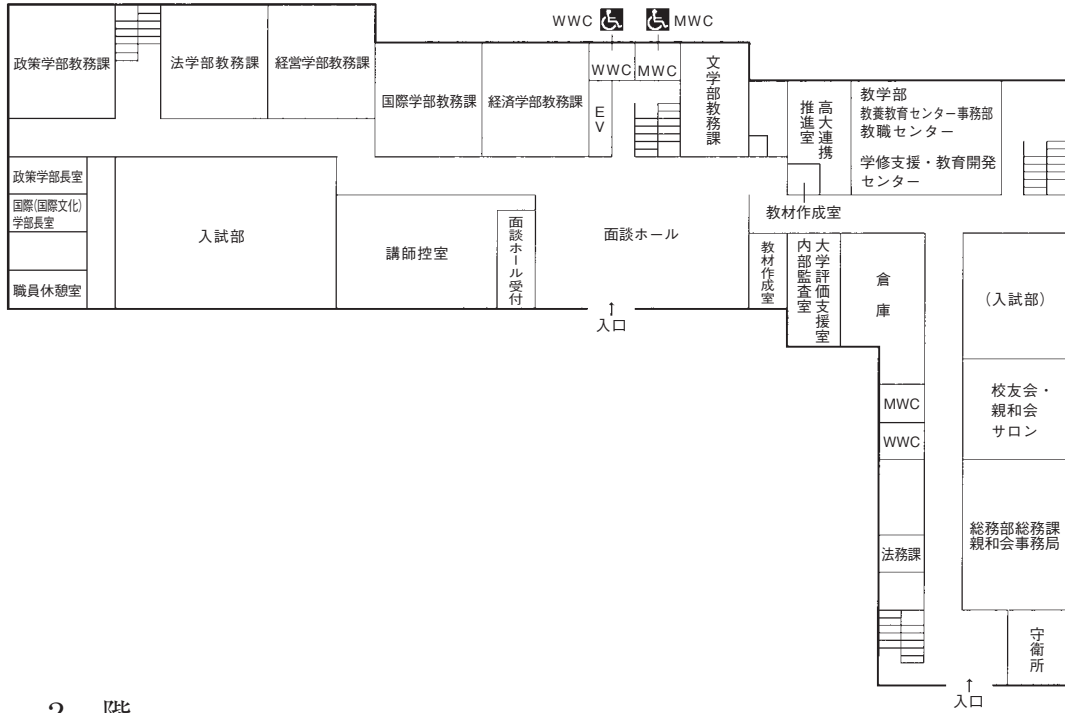 WWC
MWC
政策学部教務課
法学部教務課
経営学部教務課
国際学部教務課
経済学部教務課
WWC
MWC
EV
文学部教務課
高大連携
推進室
教学部
教養教育センター事務部
教職センター
学修支援・教育開発
センター
教材作成室
政策学部長室
国際(国際文化)
学部長室
職員休憩室
入試部
講師控室
面談ホール受付
面談ホール
教材作成室
大学評価支援室
内部監査室
倉庫
(入試部)
↑
入口
校友会・
親和会
サロン
MWC
WWC
総務部総務課
親和会事務局
法務課
守衛所
↑
入口